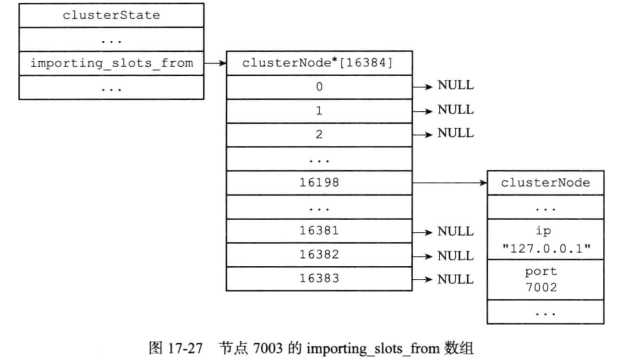 clusterState
...
importing_slots_from
...
clusterNode*[16384]
0
NULL
1
NULL
2
NULL
...
16198
...
16381
NULL
16382
NULL
16383
NULL
clusterNode
...
ip
"127.0.0.1"
port
7002
...
图 17-27 节点 7003 的 importing_slots_from 数组